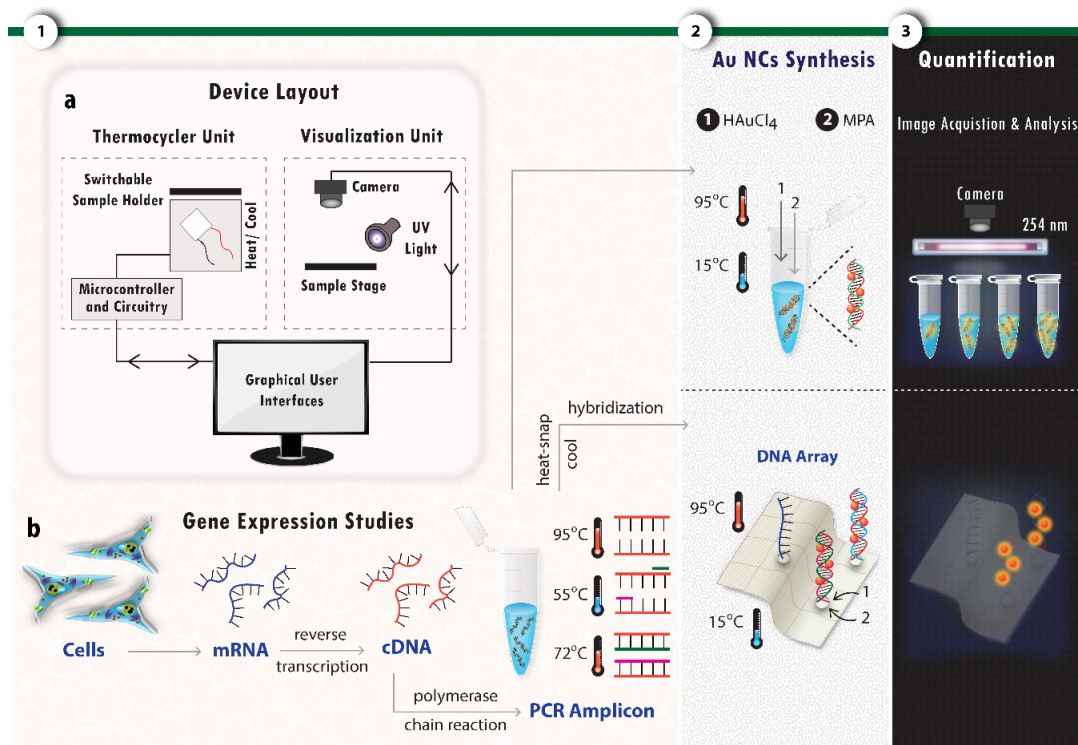 1
a
Device Layout
Thermocycler Unit
Switchable
Sample Holder
Heat/ Cool
Microcontroller
and Circuitry
Visualization Unit
Camera
UV
Light
Sample Stage
Graphical User
Interfaces
b
Gene Expression Studies
Cells
mRNA
reverse
transcription
cDNA
polymerase
chain reaction
PCR Amplicon
95°C
55°C
72°C
heat-snap
cool
hybridization
2
Au NCs Synthesis
1 HAuCl4
2 MPA
95°C
15°C
1
2
DNA Array
95°C
15°C
1
2
3
Quantification
Image Acquistion & Analysis
Camera
254 nm